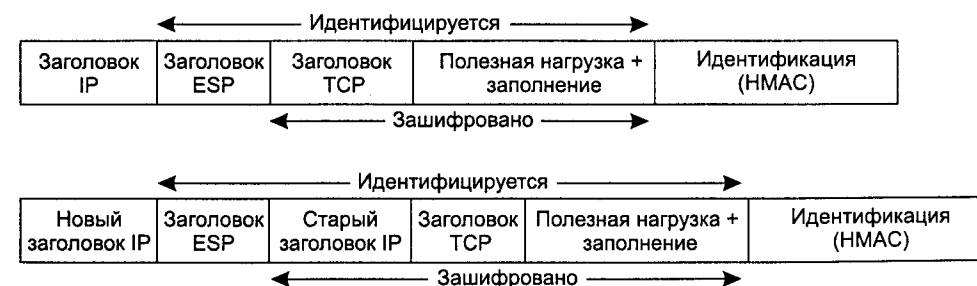 Идентифицируется
Заголовок IP
Заголовок ESP
Заголовок TCP
Полезная нагрузка + заполнение
Идентификация (HMAC)
Зашифровано
Идентифицируется
Новый заголовок IP
Заголовок ESP
Старый заголовок IP
Заголовок TCP
Полезная нагрузка + заполнение
Идентификация (HMAC)
Зашифровано